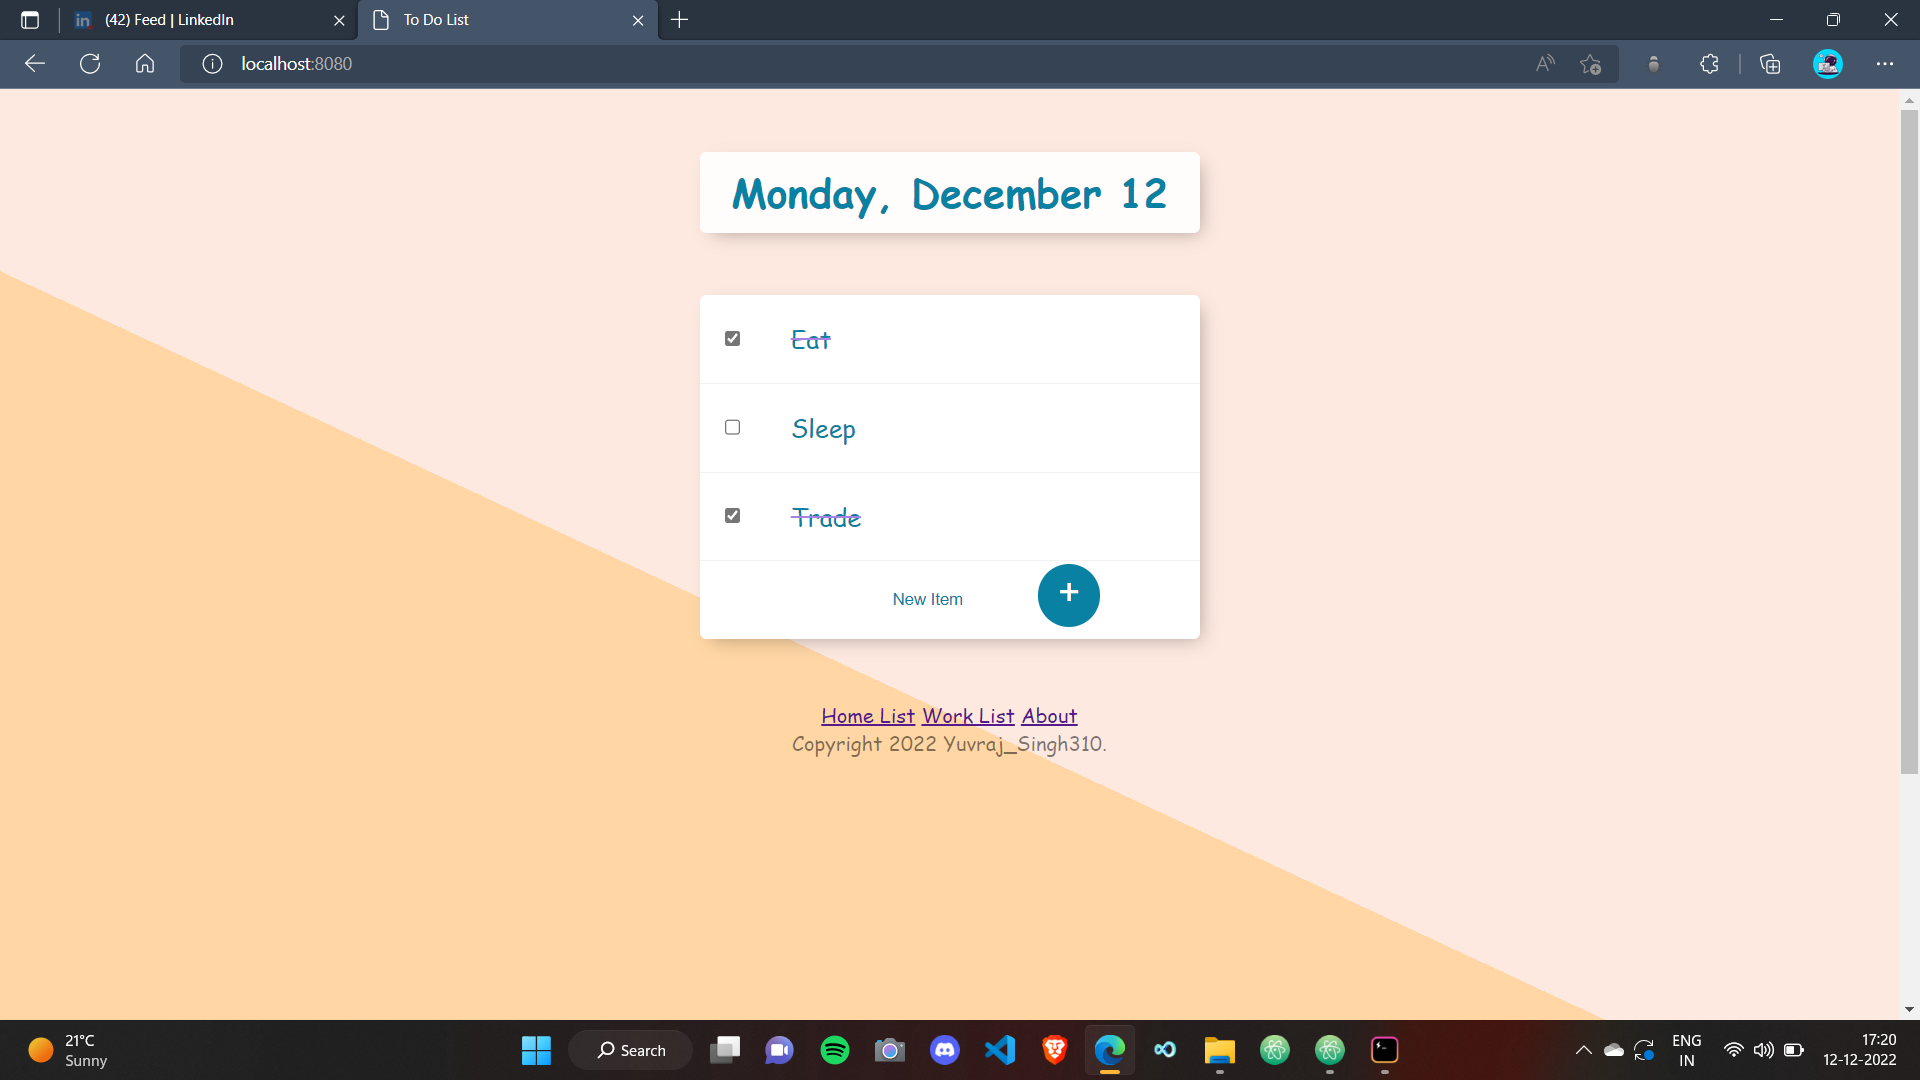 (42) Feed | LinkedIn
To Do List
localhost:8080
Monday, December 12
Eat
Sleep
Trade
New Item
+
Home List Work List About
Copyright 2022 Yuvraj_Singh310.
21°C
Sunny
Search
ENG
IN
17:20
12-12-2022